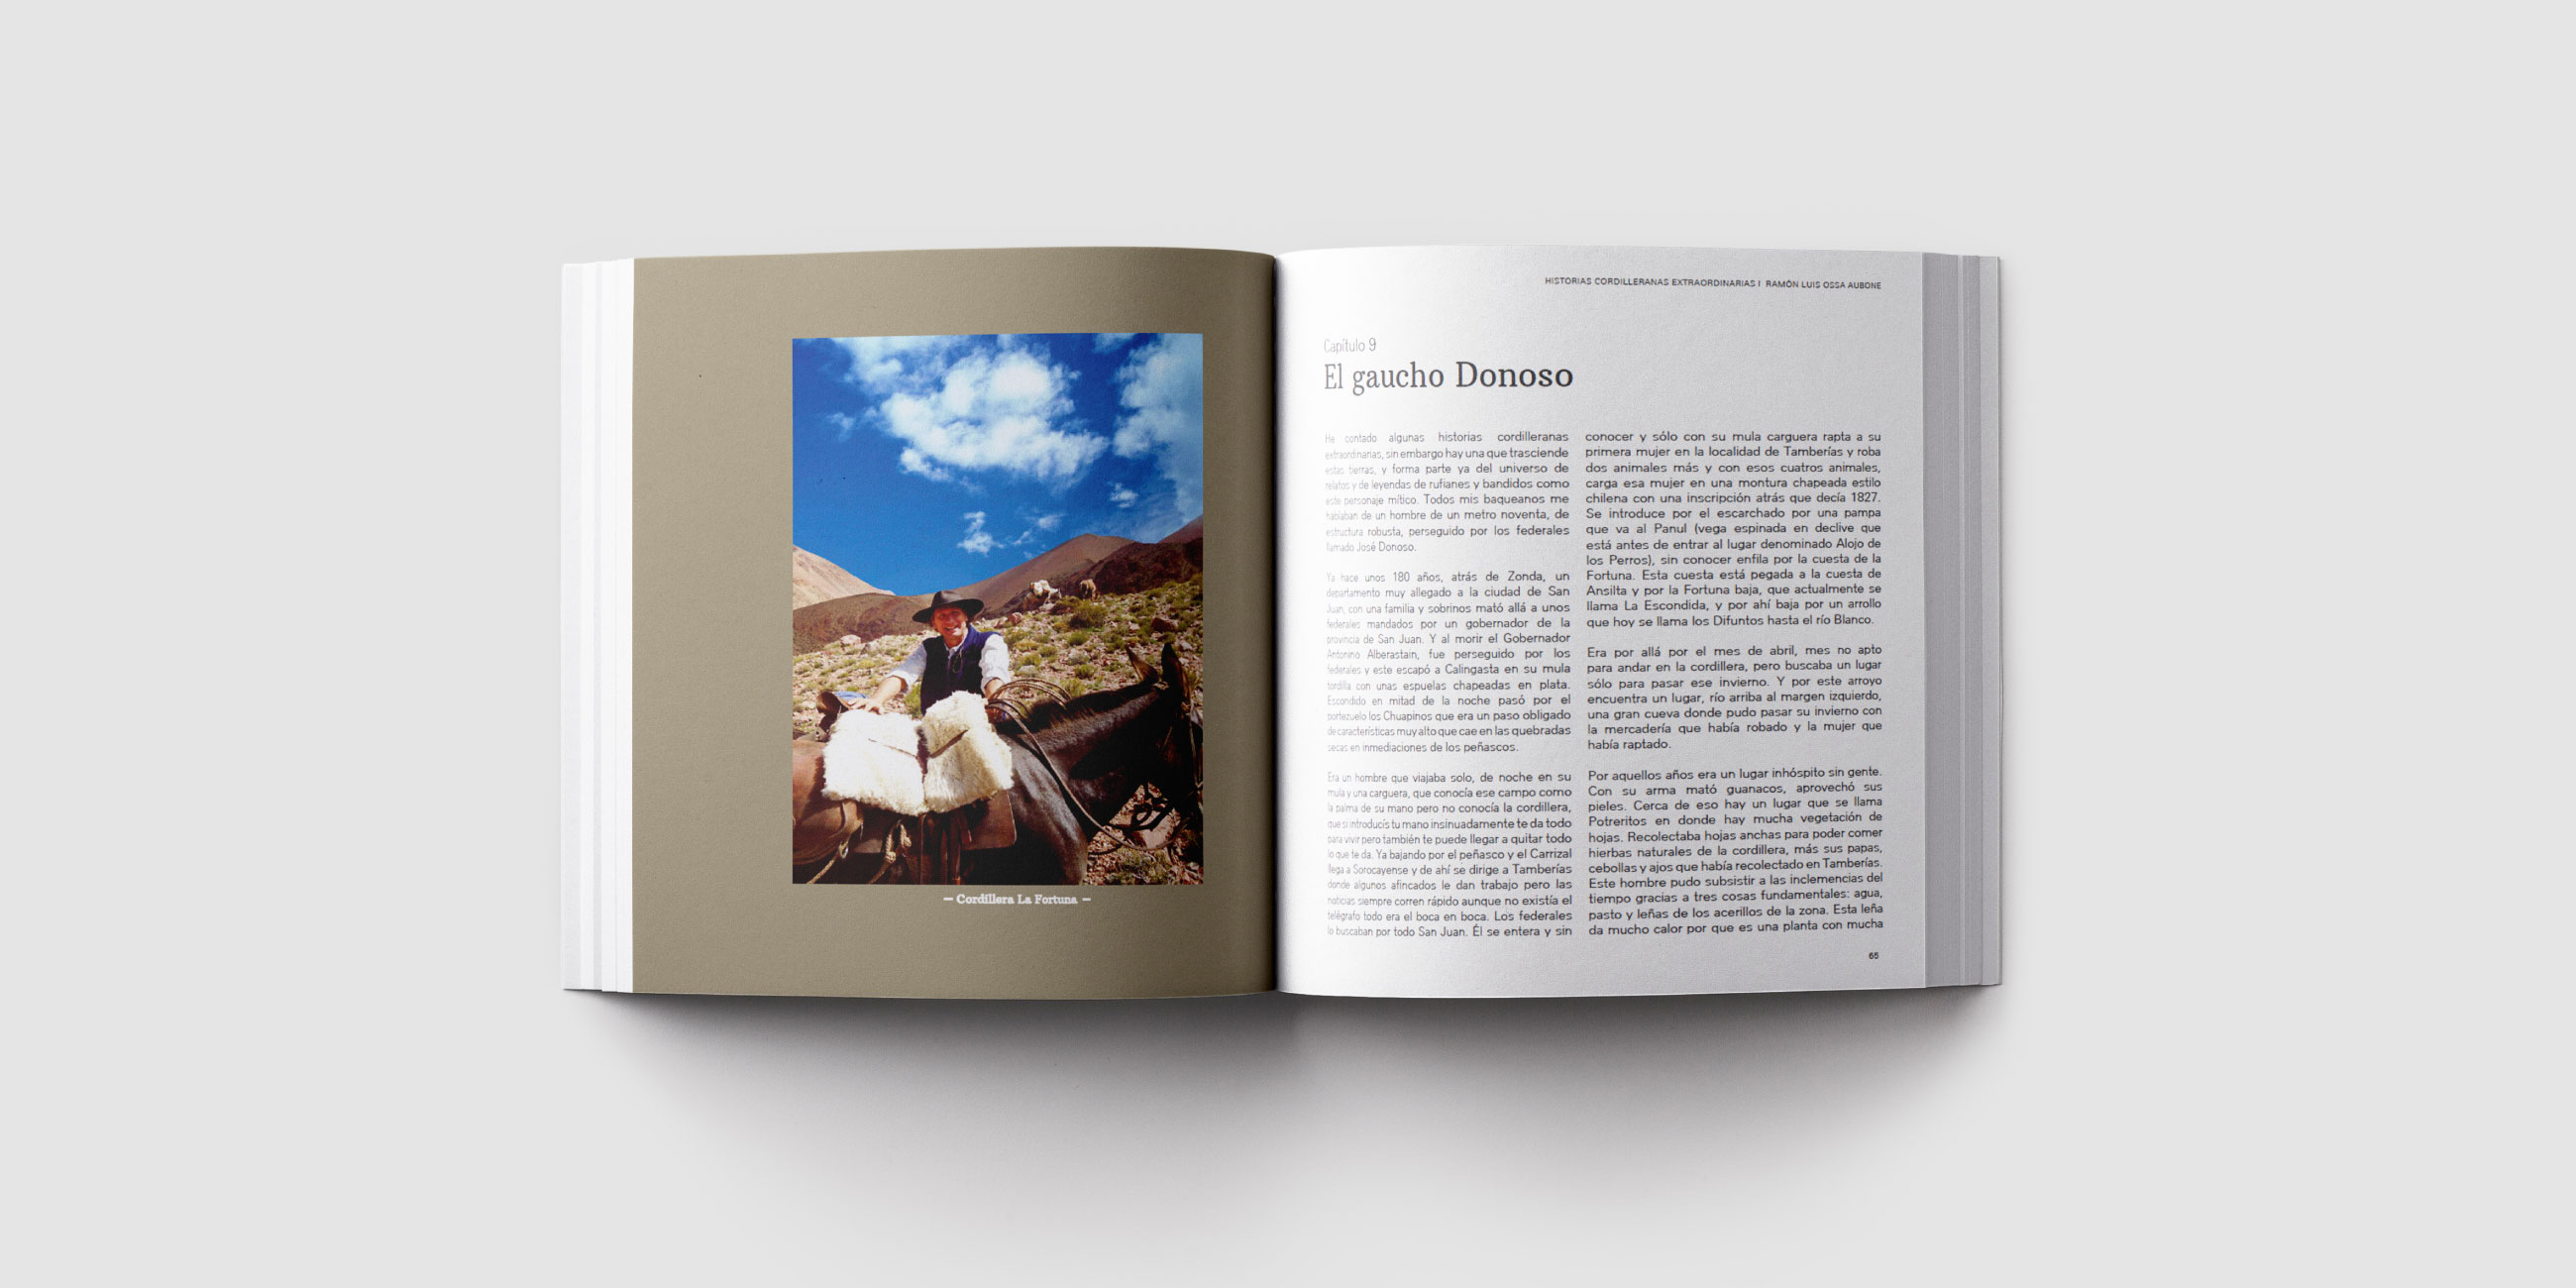 — Cordillera La Fortuna —
HISTORIAS CORDILLERANAS EXTRAORDINARIAS I RAMÓN LUIS OSSA AUBONE
Capítulo 9
El gaucho Donoso
He contado algunas historias cordilleranas
extraordinarias, sin embargo hay una que trasciende
estas tierras, y forma parte ya del universo de
relatos y de leyendas de rufianes y bandidos como
este personaje mítico. Todos mis baqueanos me
hablaban de un hombre de un metro noventa, de
estructura robusta, perseguido por los federales
llamado José Donoso.
Ya hace unos 180 años, atrás de Zonda, un
departamento muy allegado a la ciudad de San
Juan, con una familia y sobrinos mató allá a unos
federales mandados por un gobernador de la
provincia de San Juan. Y al morir el Gobernador
Antonino Alberastain, fue perseguido por los
federales y este escapó a Calingasta en su mula
tordilla con unas espuelas chapeadas en plata.
Escondido en mitad de la noche pasó por el
portezuelo los Chuapinos que era un paso obligado
de características muy alto que cae en las quebradas
secas en inmediaciones de los peñascos.
Era un hombre que viajaba solo, de noche en su
mula y una carguera, que conocía ese campo como
la palma de su mano pero no conocía la cordillera,
que si introducís tu mano insinuadamente te da todo
para vivir pero también te puede llegar a quitar todo
lo que te da. Ya bajando por el peñasco y el Carrizal
llega a Sorocayense y de ahí se dirige a Tamberías
donde algunos afincados le dan trabajo pero las
noticias siempre corren rápido aunque no existía el
telégrafo todo era el boca en boca. Los federales
lo buscaban por todo San Juan. Él se entera y sin
conocer y sólo con su mula carguera rapta a su
primera mujer en la localidad de Tamberías y roba
dos animales más y con esos cuatros animales,
carga esa mujer en una montura chapeada estilo
chilena con una inscripción atrás que decía 1827.
Se introduce por el escarchado por una pampa
que va al Panul (vega espinada en declive que
está antes de entrar al lugar denominado Alojo de
los Perros), sin conocer enfila por la cuesta de la
Fortuna. Esta cuesta está pegada a la cuesta de
Ansilta y por la Fortuna baja, que actualmente se
llama La Escondida, y por ahí baja por un arrollo
que hoy se llama los Difuntos hasta el río Blanco.
Era por allá por el mes de abril, mes no apto
para andar en la cordillera, pero buscaba un lugar
sólo para pasar ese invierno. Y por este arroyo
encuentra un lugar, río arriba al margen izquierdo,
una gran cueva donde pudo pasar su invierno con
la mercadería que había robado y la mujer que
había raptado.
Por aquellos años era un lugar inhóspito sin gente.
Con su arma mató guanacos, aprovechó sus
pieles. Cerca de eso hay un lugar que se llama
Potreritos en donde hay mucha vegetación de
hojas. Recolectaba hojas anchas para poder comer
hierbas naturales de la cordillera, más sus papas,
cebollas y ajos que había recolectado en Tamberías.
Este hombre pudo subsistir a las inclemencias del
tiempo gracias a tres cosas fundamentales: agua,
pasto y leñas de los acerillos de la zona. Esta leña
da mucho calor por que es una planta con mucha
65